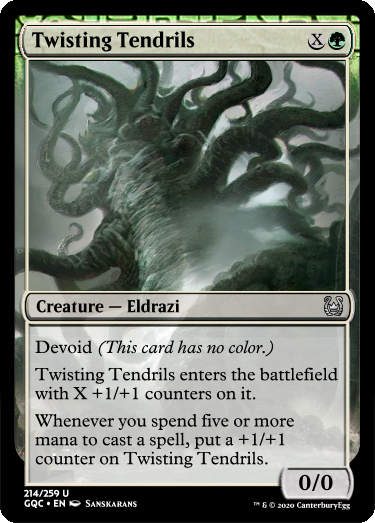 Twisting Tendrils X
Creature — Eldrazi
Devoid (This card has no color.)
Twisting Tendrils enters the battlefield
with X +1/+1 counters on it.
Whenever you spend five or more
mana to cast a spell, put a +1/+1
counter on Twisting Tendrils.
0/0
214/259 U
GQC • EN Sanskarans
™ & © 2020 CanterburyEgg